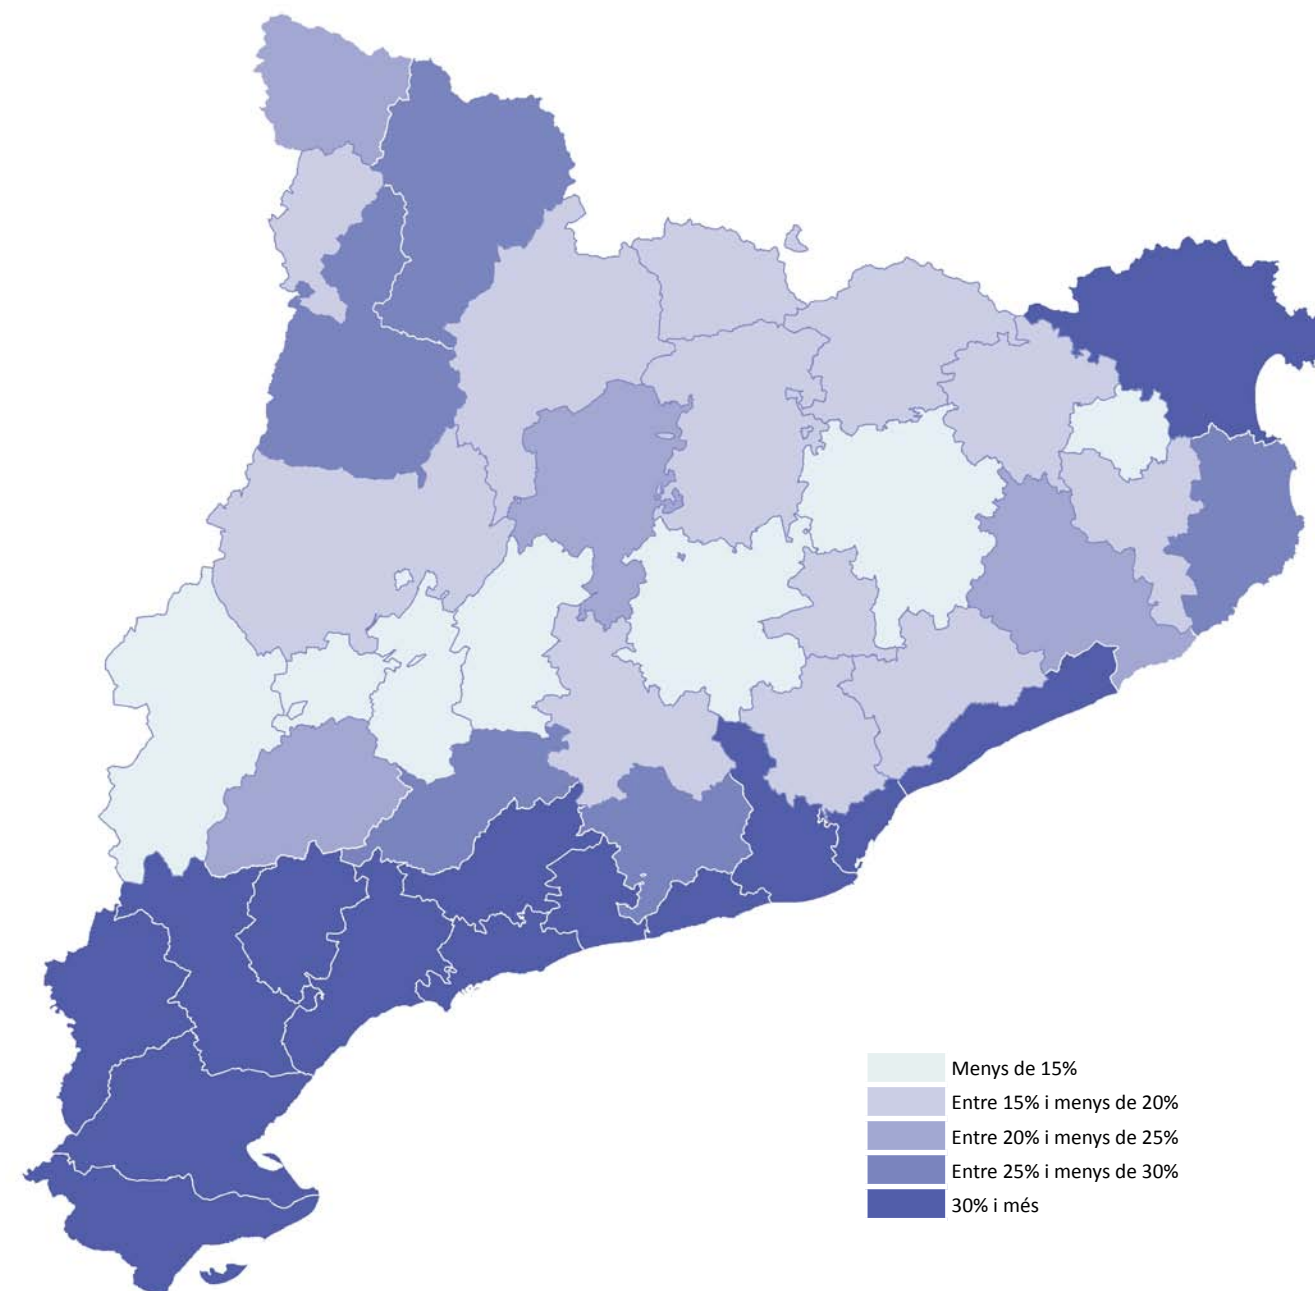 Menys de 15%
Entre 15% i menys de 20%
Entre 20% i menys de 25%
Entre 25% i menys de 30%
30% i més